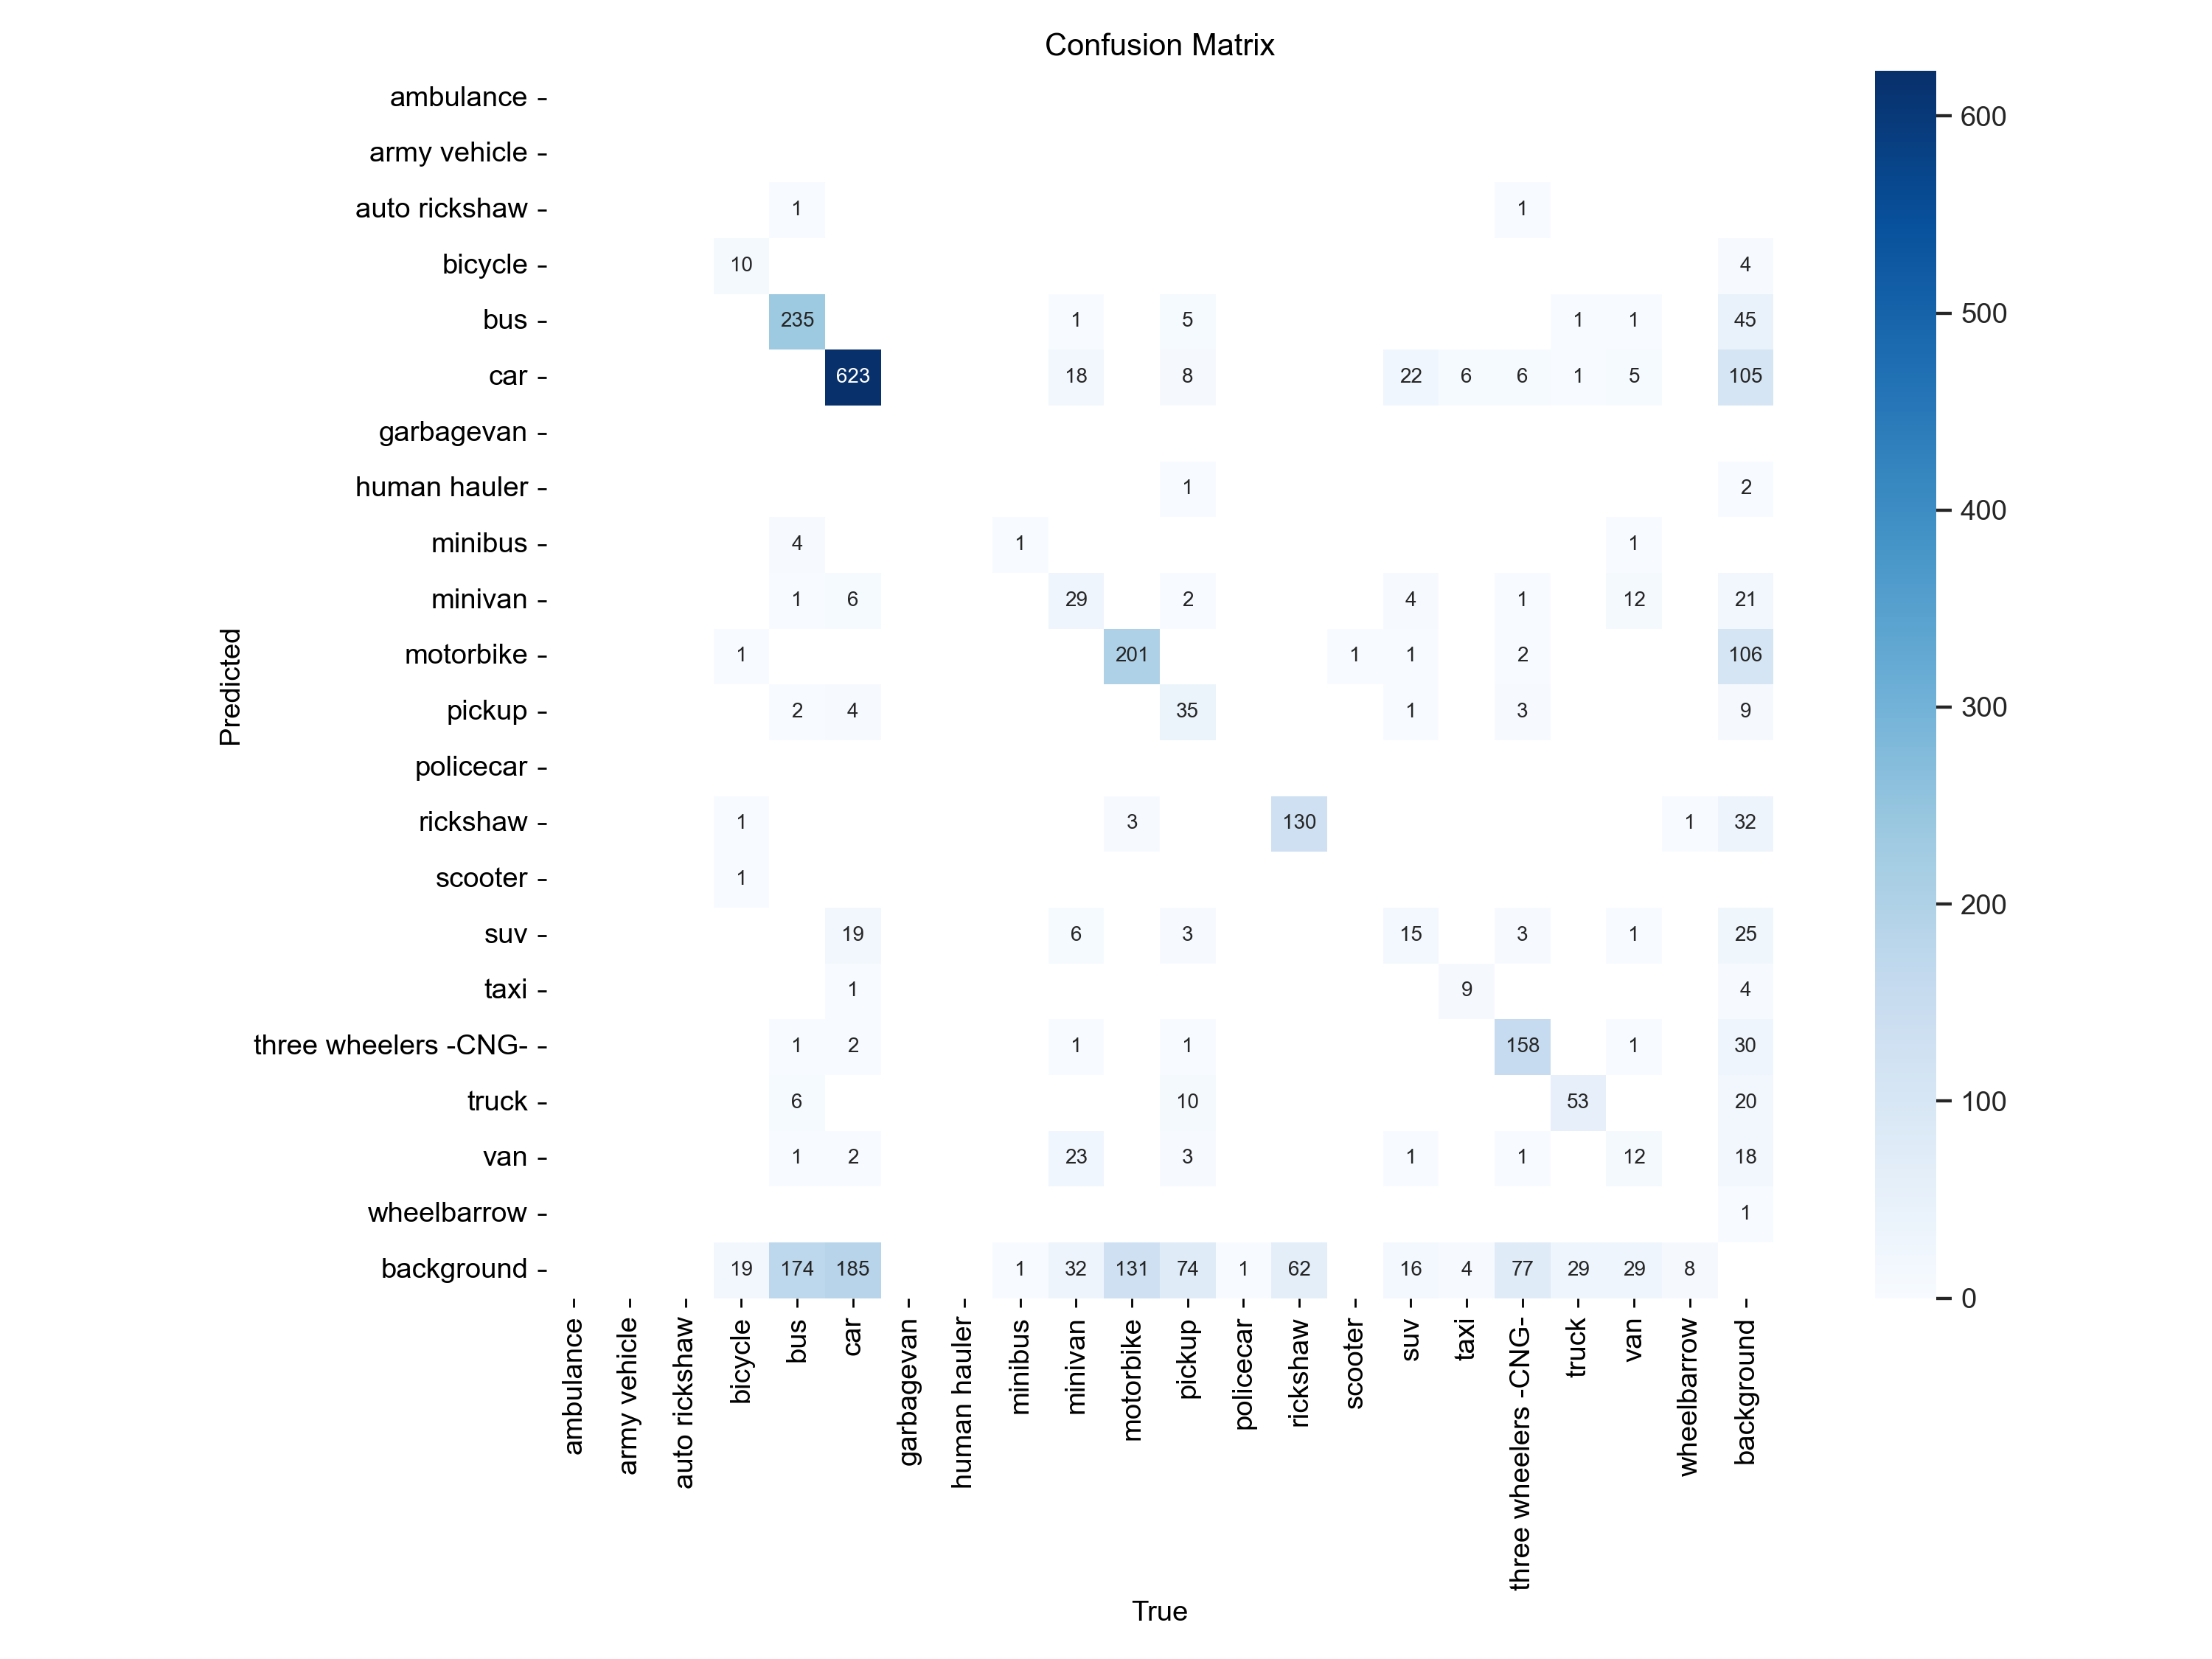 Confusion Matrix
ambulance
army vehicle
auto rickshaw 1 1
bicycle 10 4
bus 235 1 5 1 1 45
car 623 18 8 22 6 6 1 5 105
garbagevan
human hauler 1 2
minibus 4 1 1
minivan 1 6 29 2 4 1 12 21
motorbike 1 201 1 1 2 106
pickup 2 4 35 1 3 9
policecar
rickshaw 1 3 130 1 32
scooter 1
suv 19 6 3 15 3 1 25
taxi 1 9 4
three wheelers -CNG- 1 2 1 1 158 1 30
truck 6 10 53 20
van 1 2 23 3 1 1 12 18
wheelbarrow 1
background 19 174 185 1 32 131 74 1 62 16 4 77 29 29 8
Predicted
ambulance
army vehicle
auto rickshaw
bicycle
bus
car
garbagevan
human hauler
minibus
minivan
motorbike
pickup
policecar
rickshaw
scooter
suv
taxi
three wheelers -CNG-
truck
van
wheelbarrow
background
True
600
500
400
300
200
100
0